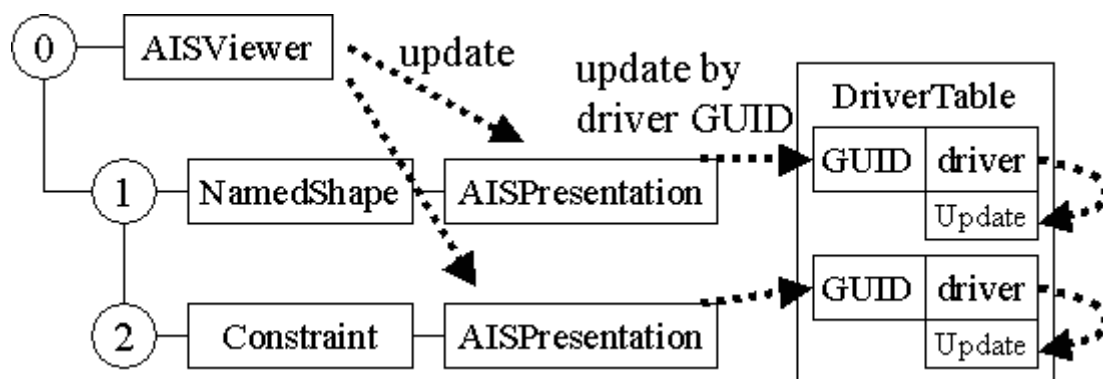 0
AISViewer
update
update by
driver GUID
DriverTable
1
NamedShape
AISPresentation
GUID
driver
Update
2
Constraint
AISPresentation
GUID
driver
Update